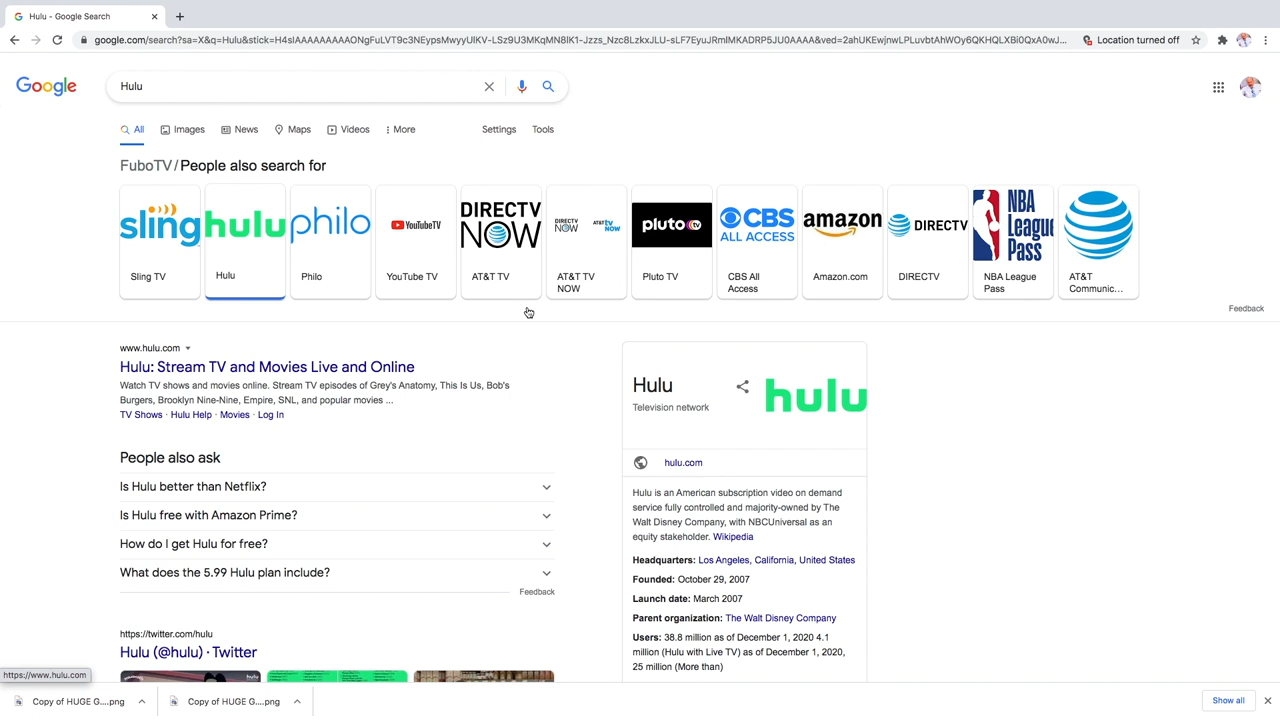 Hulu - Google Search
google.com/search?sa=X&q=Hulu&stick=H4sIAAAAAAAAONgFuLVT9c3NEypsMwyyUIKV-LSz9U3MKqMN8lK1-Jzzs_Nzc8LzkxJLU-sLF7EyuJRmIMKADRP5JU0AAAA&ved=2ahUKEwjnwLPLuvbtAhWOy6QKHQLXBi0QxA0wJ...
Location turned off
Google
Hulu
All
Images
News
Maps
Videos
More
Settings
Tools
FuboTV / People also search for
sling
hulu
philo
YouTubeTV
DIRECTV NOW
DIRECTV NOW
AT&T TV NOW
pluto tv
CBS ALL ACCESS
amazon
DIRECTV
NBA League Pass
Sling TV
Hulu
Philo
YouTube TV
AT&T TV
AT&T TV NOW
Pluto TV
CBS All Access
Amazon.com
DIRECTV
NBA League Pass
AT&T Communic...
Feedback
www.hulu.com
Hulu: Stream TV and Movies Live and Online
Watch TV shows and movies online. Stream TV episodes of Grey's Anatomy, This Is Us, Bob's
Burgers, Brooklyn Nine-Nine, Empire, SNL, and popular movies ...
TV Shows · Hulu Help · Movies · Log In
People also ask
Is Hulu better than Netflix?
Is Hulu free with Amazon Prime?
How do I get Hulu for free?
What does the 5.99 Hulu plan include?
Feedback
https://twitter.com/hulu
Hulu (@hulu) · Twitter
Hulu
Television network
hulu
hulu.com
Hulu is an American subscription video on demand
service fully controlled and majority-owned by The
Walt Disney Company, with NBCUniversal as an
equity stakeholder. Wikipedia
Headquarters: Los Angeles, California, United States
Founded: October 29, 2007
Launch date: March 2007
Parent organization: The Walt Disney Company
Users: 38.8 million as of December 1, 2020 4.1
million (Hulu with Live TV) as of December 1, 2020,
25 million (More than)
https://www.hulu.com
Copy of HUGE G....png
Copy of HUGE G....png
Show all